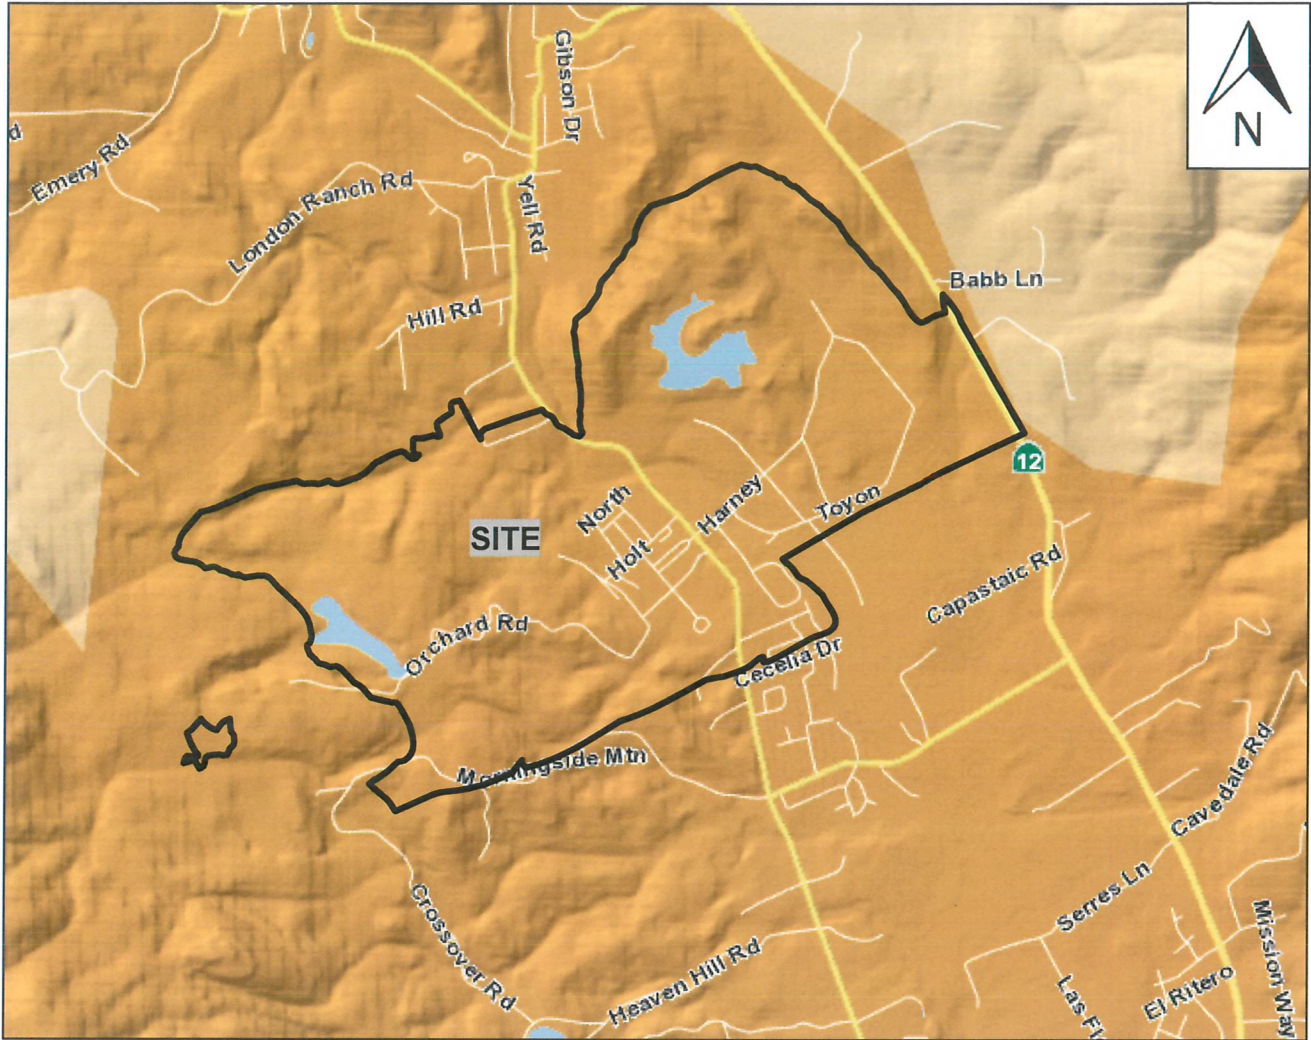 N
Gibson Dr
d
Emery Rd
London Ranch Rd
Yell Rd
Babb Ln
Hill Rd
12
North
Harney
Toyon
SITE
Holt
Capastaic Rd
Orchard Rd
Cecelia Dr
Morningside Mtn
Cavedale Rd
Serres Ln
Crossover Rd
Mission Way
Heaven Hill Rd
El Ritero
Las Fl